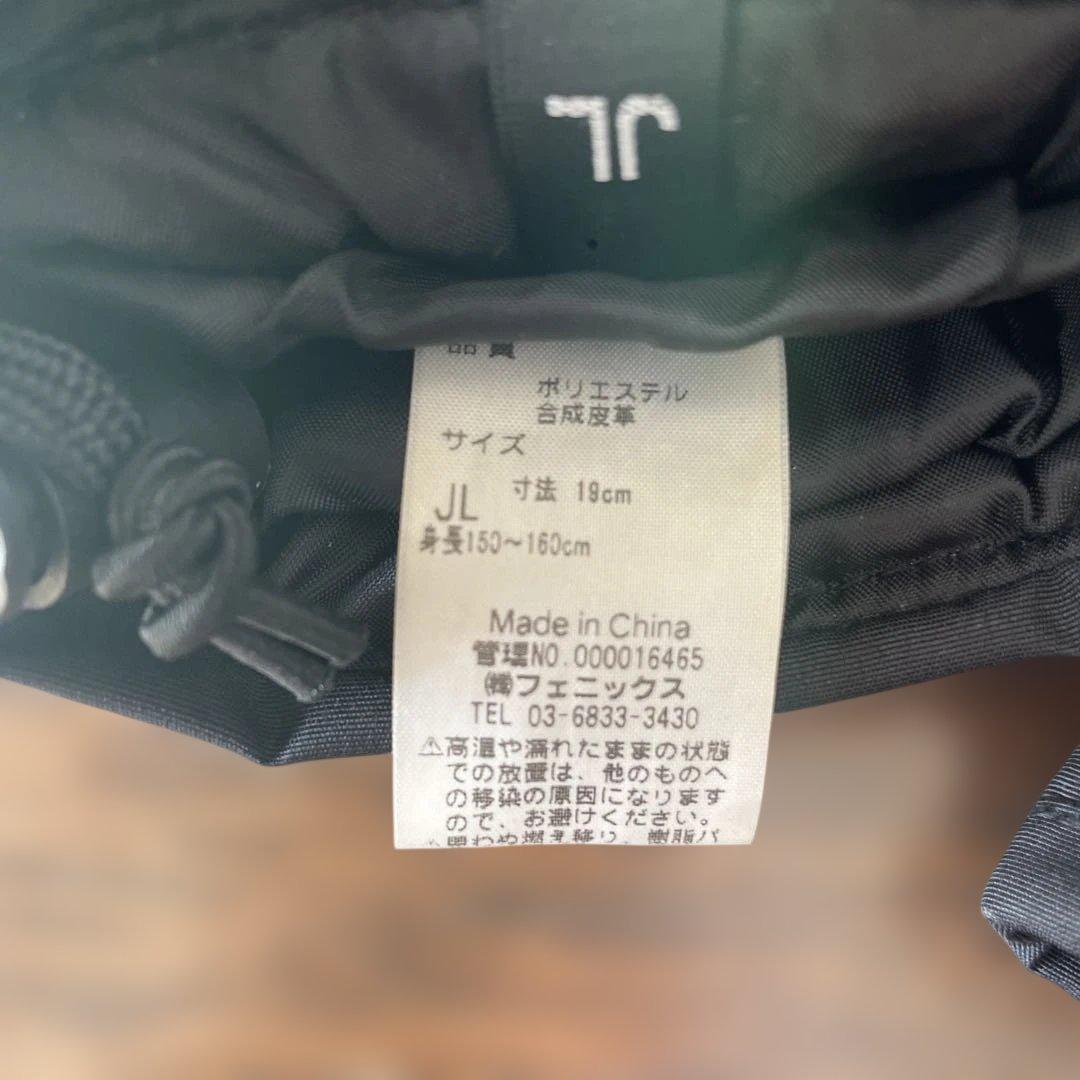 JL
品質
ポリエステル
合成皮革
サイズ
寸法 19cm
JL
身長150～160cm
Made in China
管理NO.000016465
㈱フェニックス
TEL 03-6833-3430
⚠高温や濡れたままの状態
での放置は、他のものへ
の移染の原因になります
ので、お避けください。